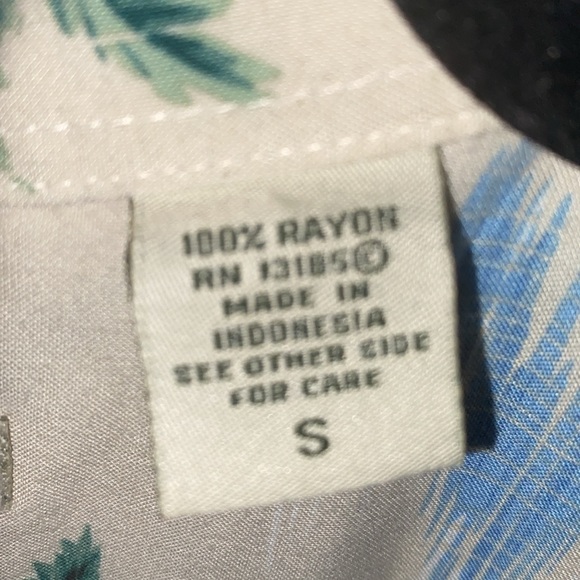 100% RAYON
RN 13185©
MADE IN
INDONESIA
SEE OTHER SIDE
FOR CARE
S